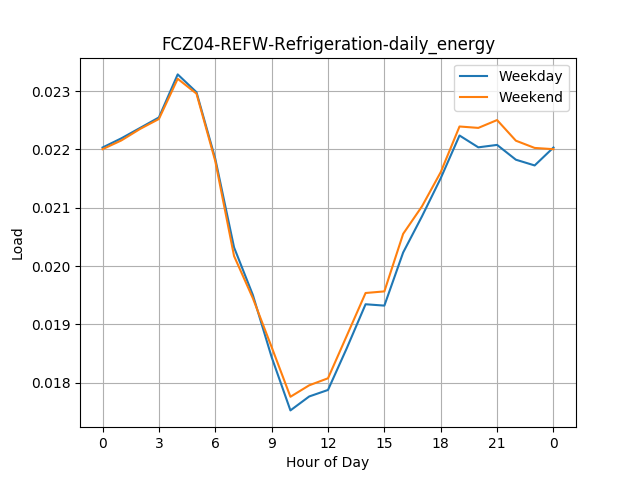 FCZ04-REFW-Refrigeration-daily_energy
Weekday
Weekend
0.023
0.022
0.021
0.020
0.019
0.018
Load
0 3 6 9 12 15 18 21 0
Hour of Day